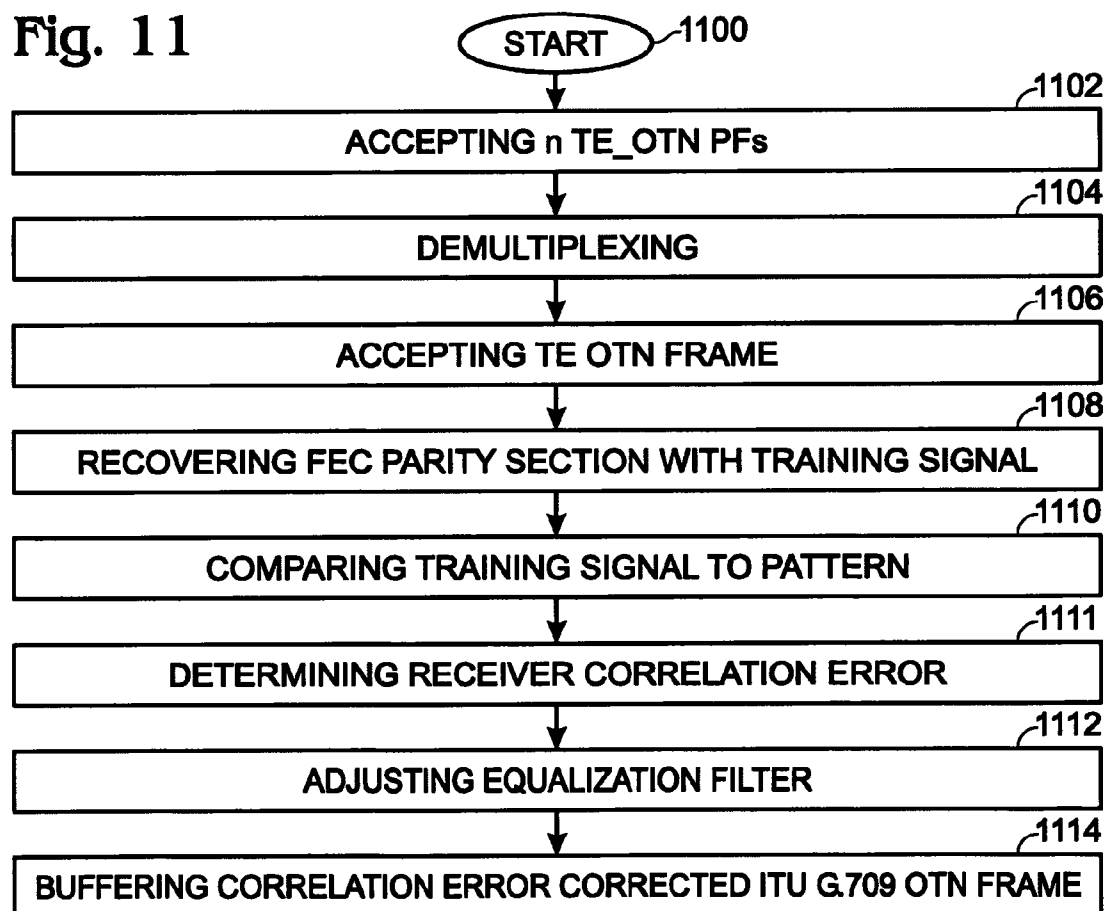 Fig. 11
START
1100
1102
ACCEPTING n TE_OTN PFs
1104
DEMULTIPLEXING
1106
ACCEPTING TE OTN FRAME
1108
RECOVERING FEC PARITY SECTION WITH TRAINING SIGNAL
1110
COMPARING TRAINING SIGNAL TO PATTERN
1111
DETERMINING RECEIVER CORRELATION ERROR
1112
ADJUSTING EQUALIZATION FILTER
1114
BUFFERING CORRELATION ERROR CORRECTED ITU G.709 OTN FRAME